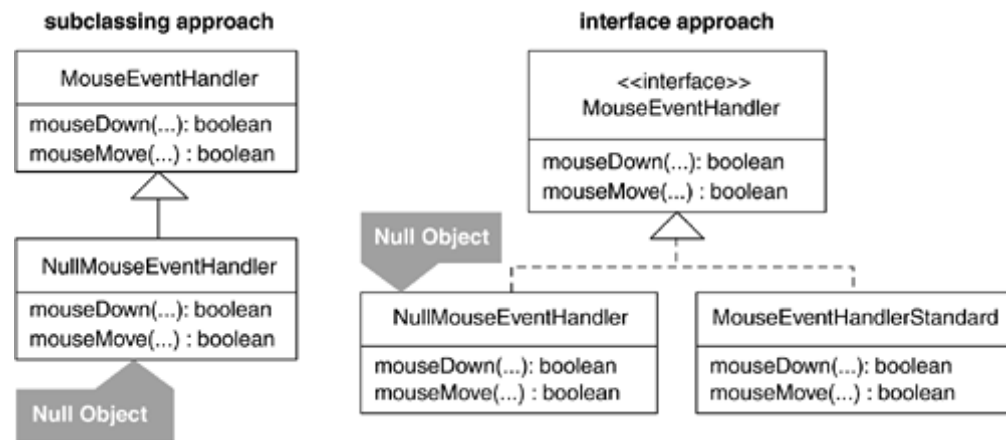 subclassing approach
MouseEventHandler
mouseDown(...): boolean
mouseMove(...) : boolean
NullMouseEventHandler
mouseDown(...): boolean
mouseMove(...) : boolean
Null Object
interface approach
<<interface>>
MouseEventHandler
mouseDown(...): boolean
mouseMove(...) : boolean
Null Object
NullMouseEventHandler
mouseDown(...): boolean
mouseMove(...) : boolean
MouseEventHandlerStandard
mouseDown(...): boolean
mouseMove(...) : boolean